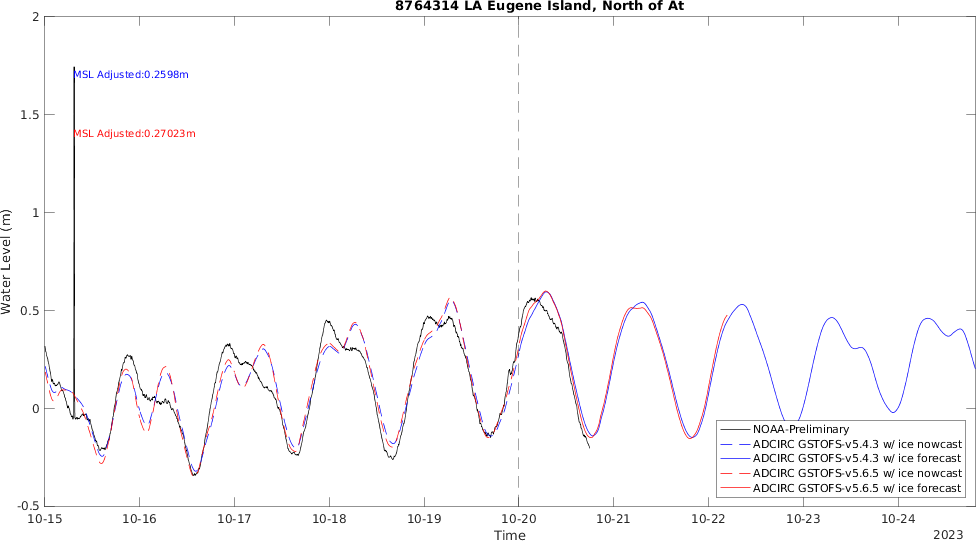 8764314 LA Eugene Island, North of At
2
1.5
1
0.5
0
-0.5
Water Level (m)
MSL Adjusted:0.2598m
MSL Adjusted:0.27023m
NOAA-Preliminary
ADCIRC GSTOFS-v5.4.3 w/ ice nowcast
ADCIRC GSTOFS-v5.4.3 w/ ice forecast
ADCIRC GSTOFS-v5.6.5 w/ ice nowcast
ADCIRC GSTOFS-v5.6.5 w/ ice forecast
10-15 10-16 10-17 10-18 10-19 10-20 10-21 10-22 10-23 10-24
Time
2023